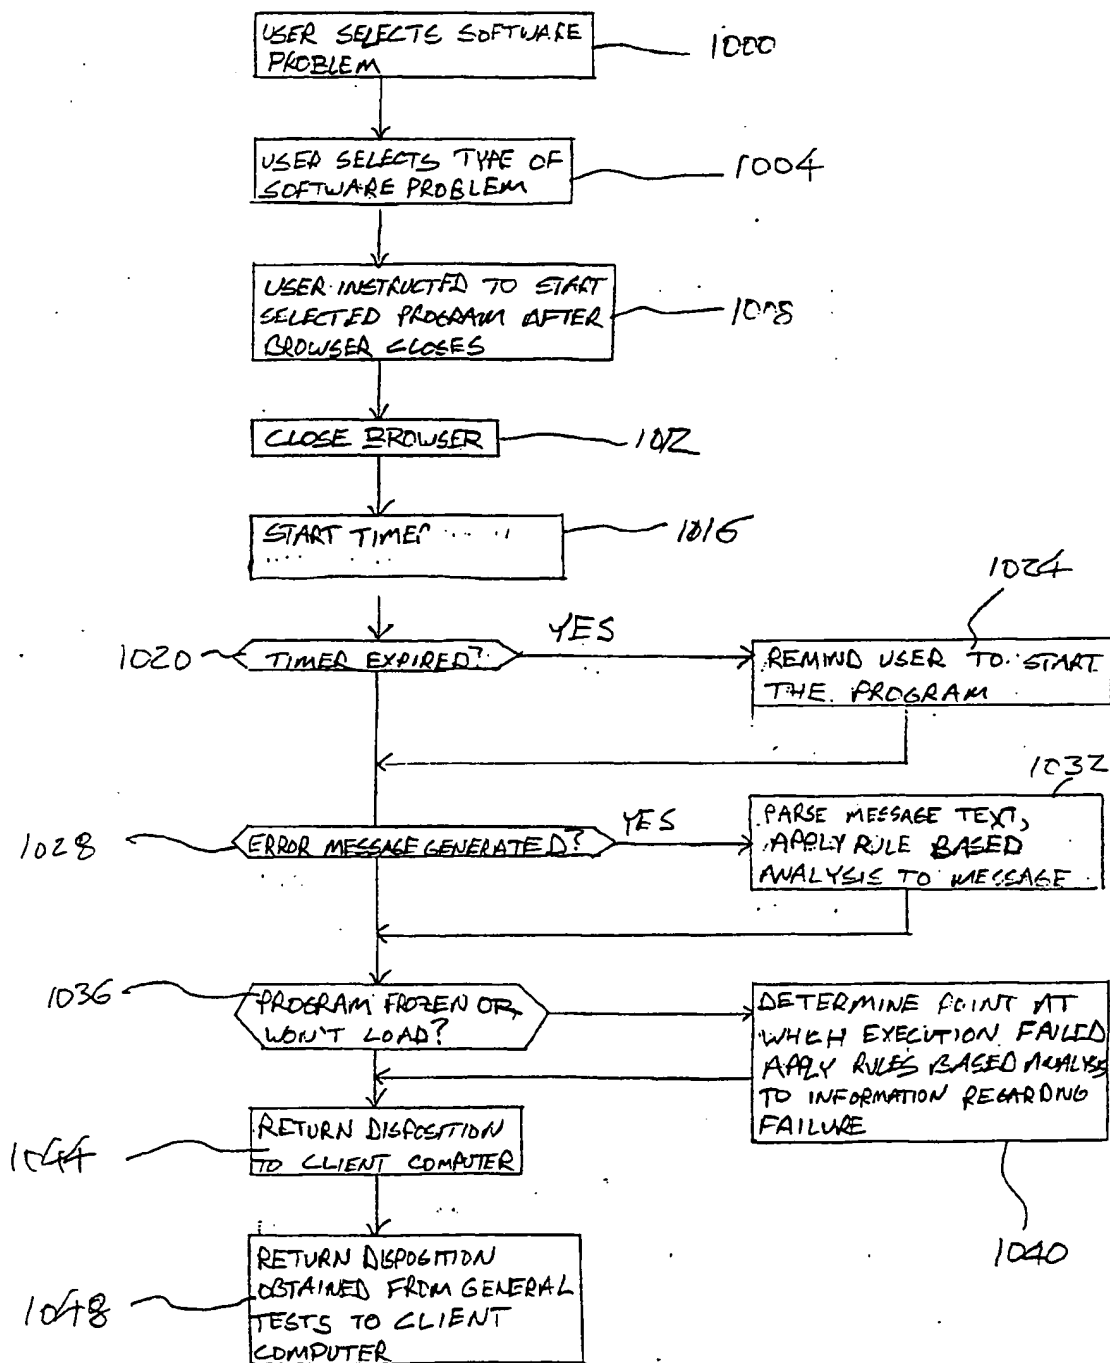 USER SELECTS SOFTWARE
PROBLEM
1000
USER SELECTS TYPE OF
SOFTWARE PROBLEM
1004
USER INSTRUCTED TO START
SELECTED PROGRAM AFTER
BROWSER CLOSES
1008
CLOSE BROWSER
1012
START TIMER
1016
1020
TIMER EXPIRED?
YES
1024
REMIND USER TO START
THE PROGRAM
1028
ERROR MESSAGE GENERATED?
YES
1032
PARSE MESSAGE TEXT,
APPLY RULE BASED
ANALYSIS TO MESSAGE
1036
PROGRAM FROZEN OR
WON'T LOAD?
DETERMINE POINT AT
WHICH EXECUTION FAILED
APPLY RULES BASED ANALYSIS
TO INFORMATION REGARDING
FAILURE
1040
1044
RETURN DISPOSITION
TO CLIENT COMPUTER
1048
RETURN DISPOSITION
OBTAINED FROM GENERAL
TESTS TO CLIENT
COMPUTER